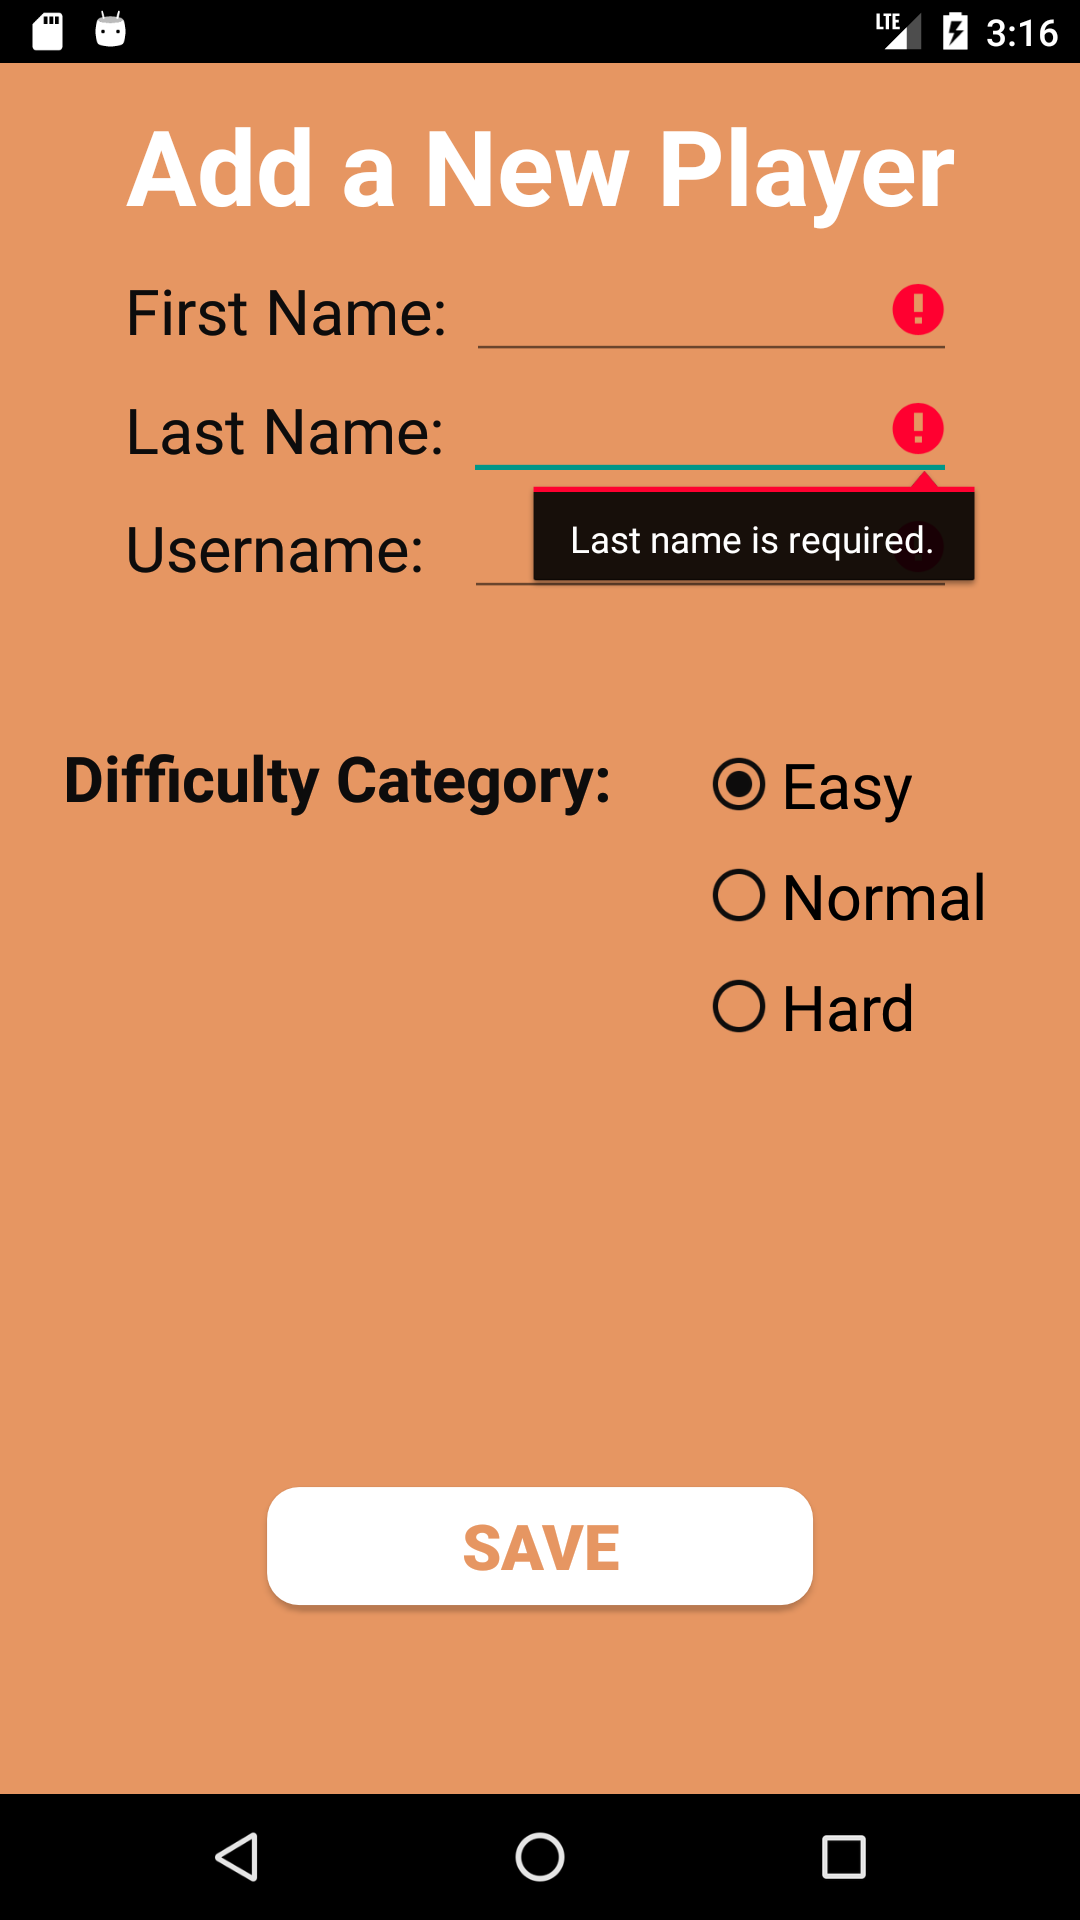 LTE 3:16
Add a New Player
First Name:
Last Name:
Last name is required.
Username:
Difficulty Category:
Easy
Normal
Hard
SAVE